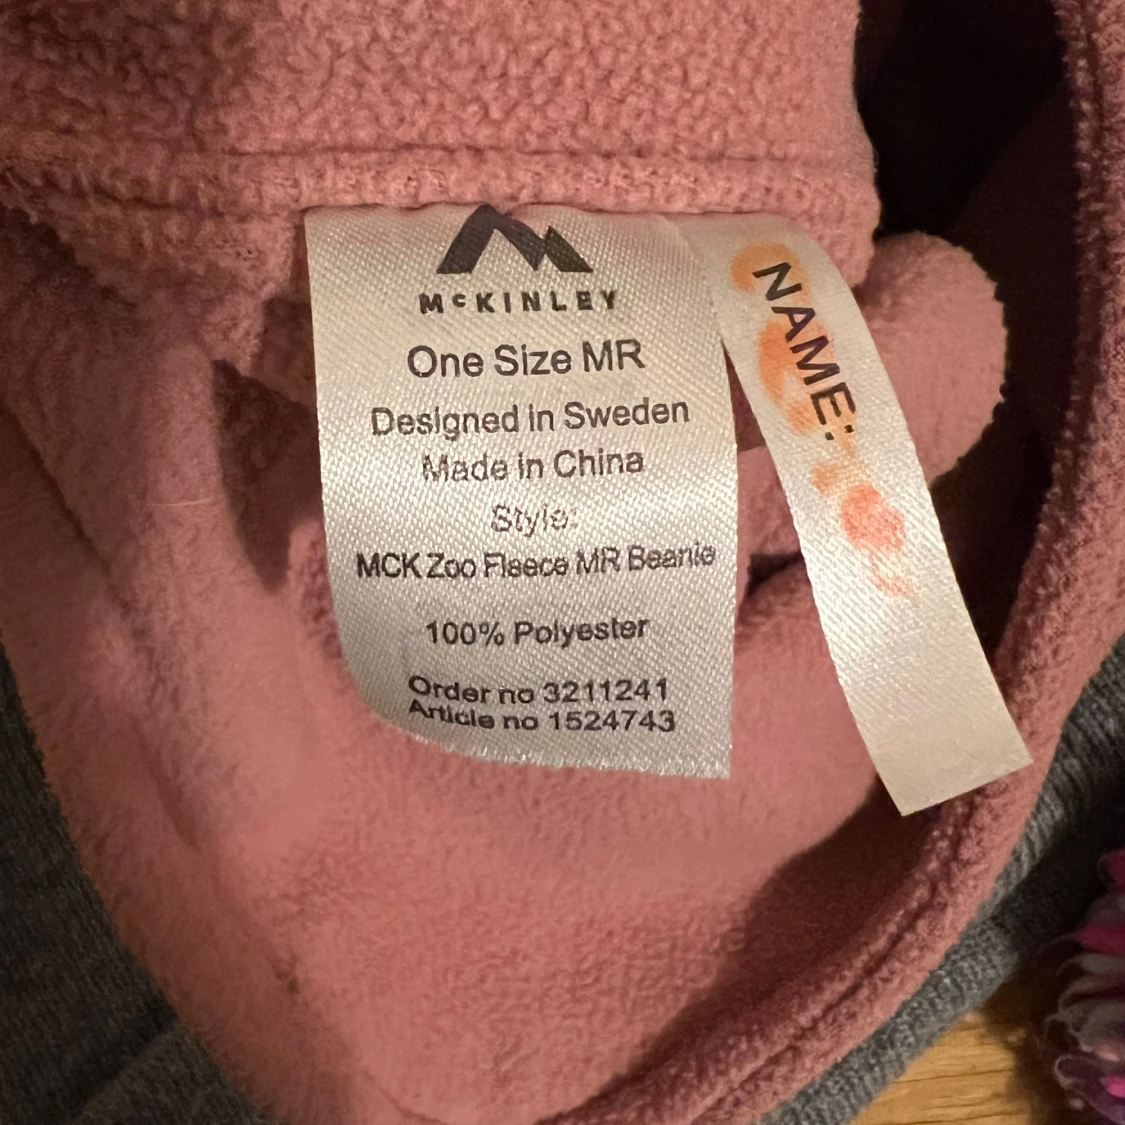 McKINLEY
One Size MR
Designed in Sweden
Made in China
Style:
MCK Zoo Fleece MR Beanie
100% Polyester
Order no 3211241
Article no 1524743
NAME: